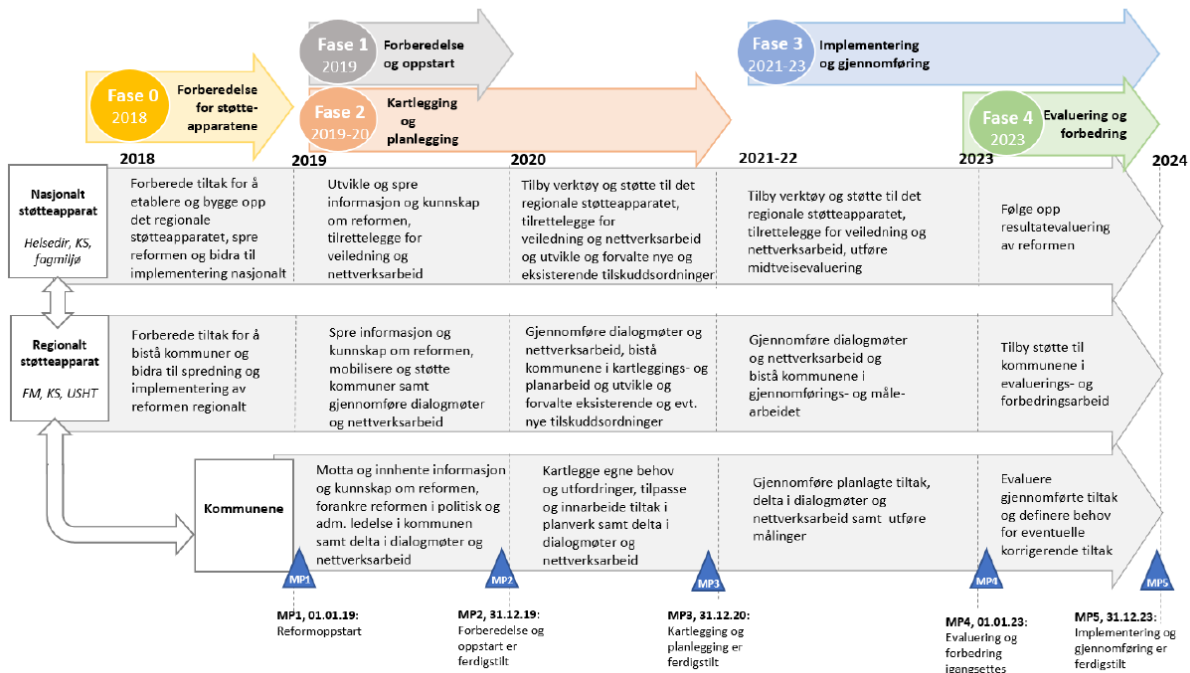 Fase 0
2018
Forberedelse
for støtte-
apparatene
Fase 1
2019
Forberedelse
og oppstart
Fase 2
2019-20
Kartlegging
og
planlegging
Fase 3
2021-23
Implementering
og gjennomføring
Fase 4
2023
Evaluering og
forbedring
2018
2019
2020
2021-22
2023
2024
Nasjonalt
støtteapparat
Helsedir, KS,
fagmiljø
Forberede tiltak for å
etablere og bygge opp
det regionale
støtteapparatet, spre
reformen og bidra til
implementering nasjonalt
Utvikle og spre
informasjon og kunnskap
om reformen,
tilrettelegge for
veiledning og
nettverksarbeid
Tilby verktøy og støtte til det
regionale støtteapparatet,
tilrettelegge for
veiledning og nettverksarbeid
og utvikle og forvalte nye og
eksisterende tilskuddsordninger
Tilby verktøy og støtte til det
regionale støtteapparatet,
tilrettelegge for veiledning og
nettverksarbeid, utføre
midtveisevaluering
Følge opp
resultatevaluering
av reformen
Regionalt
støtteapparat
FM, KS, USHT
Forberede tiltak for å
bistå kommuner og
bidra til spredning og
implementering av
reformen regionalt
Spre informasjon og
kunnskap om reformen,
mobilisere og støtte
kommuner samt
gjennomføre dialogmøter
og nettverksarbeid
Gjennomføre dialogmøter og
nettverksarbeid, bistå
kommunene i kartleggings- og
planarbeid og utvikle og
forvalte eksisterende og evt.
nye tilskuddsordninger
Gjennomføre dialogmøter
og nettverksarbeid og
bistå kommunene i
gjennomførings- og måle-
arbeidet
Tilby støtte til
kommunene i
evaluerings- og
forbedringsarbeid
Kommunene
Motta og innhente informasjon
og kunnskap om reformen,
forankre reformen i politisk og
adm. ledelse i kommunen
samt delta i dialogmøter og
nettverksarbeid
Kartlegge egne behov
og utfordringer, tilpasse
og innarbeide tiltak i
planverk samt delta i
dialogmøter og
nettverksarbeid
Gjennomføre planlagte tiltak,
delta i dialogmøter og
nettverksarbeid samt utføre
målinger
Evaluere
gjennomførte tiltak
og definere behov
for eventuelle
korrigerende tiltak
MP1
MP2
MP3
MP4
MP5
MP1, 01.01.19:
Reformoppstart
MP2, 31.12.19:
Forberedelse og
oppstart er
ferdigstilt
MP3, 31.12.20:
Kartlegging og
planlegging er
ferdigstilt
MP4, 01.01.23:
Evaluering og
forbedring
igangsettes
MP5, 31.12.23:
Implementering og
gjennomføring er
ferdigstilt